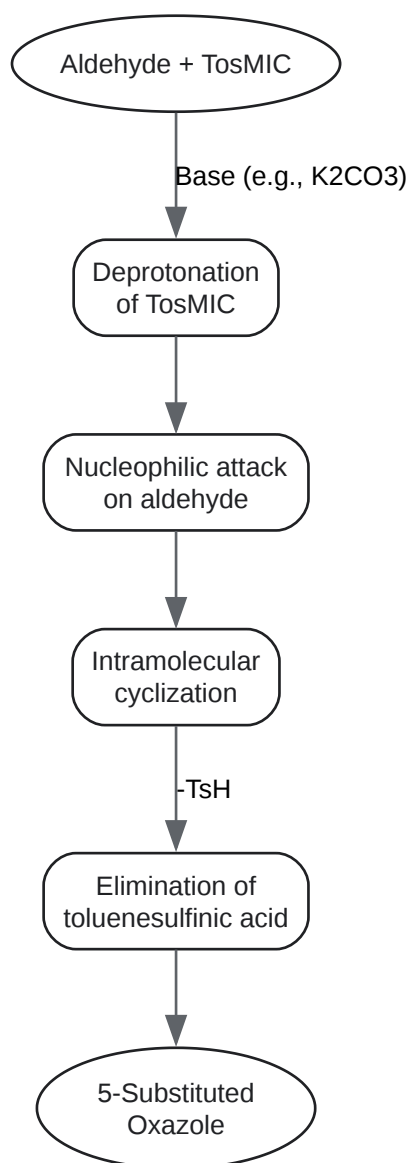 Aldehyde + TosMIC
Base (e.g., K2CO3)
Deprotonation
of TosMIC
Nucleophilic attack
on aldehyde
Intramolecular
cyclization
-TsH
Elimination of
toluenesulfinic acid
5-Substituted
Oxazole